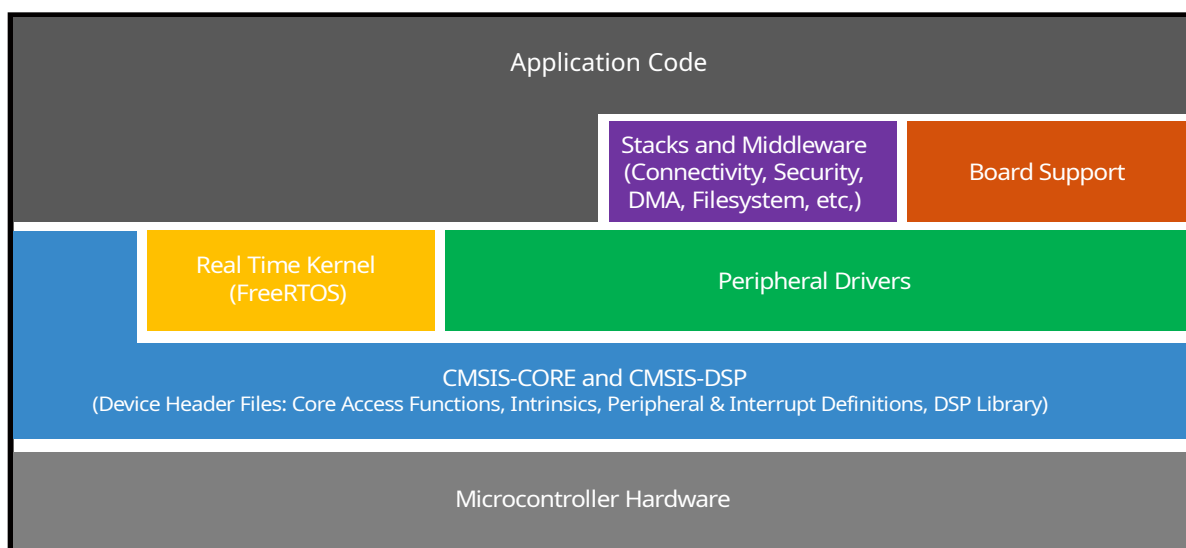 Application Code
Stacks and Middleware
(Connectivity, Security,
DMA, Filesystem, etc,)
Board Support
Real Time Kernel
(FreeRTOS)
Peripheral Drivers
CMSIS-CORE and CMSIS-DSP
(Device Header Files: Core Access Functions, Intrinsics, Peripheral & Interrupt Definitions, DSP Library)
Microcontroller Hardware